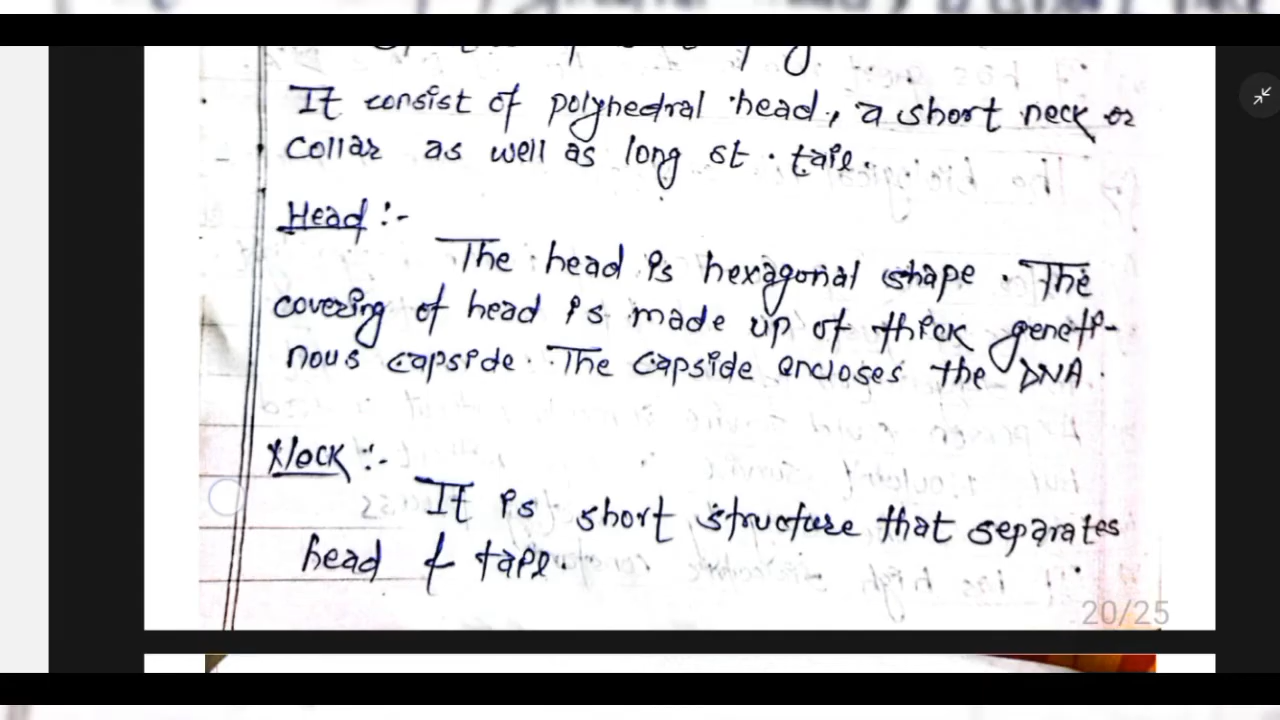 It consist of polyhedral head, a short neck or
collar as well as long st. tail.
Head :-
The head is hexagonal shape. The
covering of head is made up of thick
nous capside. The capside encloses the DNA.
Neck :-
It is short structure that separates
head & tail.
20/25